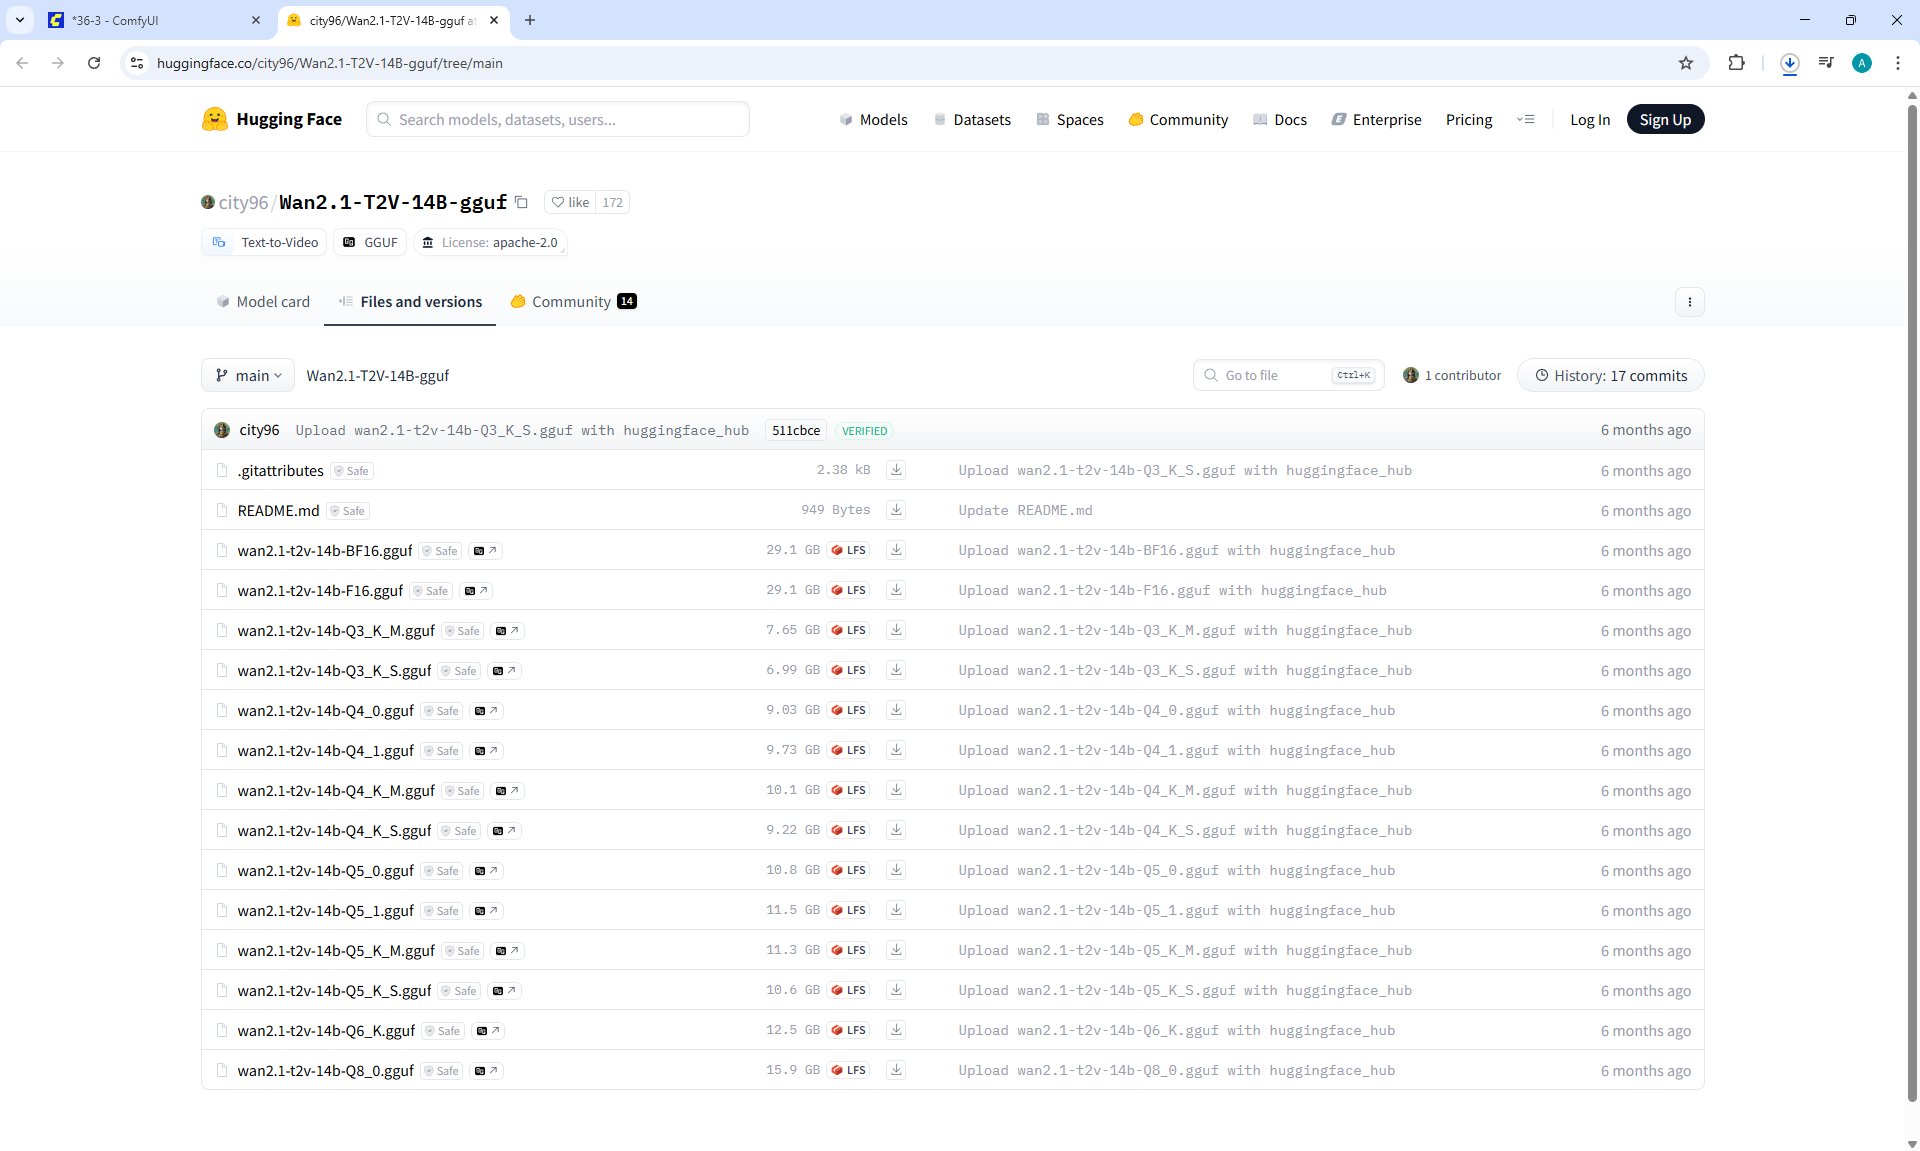 *36-3 - ComfyUI
city96/Wan2.1-T2V-14B-gguf at
huggingface.co/city96/Wan2.1-T2V-14B-gguf/tree/main
A
Hugging Face
Search models, datasets, users...
Models
Datasets
Spaces
Community
Docs
Enterprise
Pricing
Log In
Sign Up
city96/Wan2.1-T2V-14B-gguf
like 172
Text-to-Video
GGUF
License: apache-2.0
Model card
Files and versions
Community 14
main
Wan2.1-T2V-14B-gguf
Go to file Ctrl+K
1 contributor
History: 17 commits
city96 Upload wan2.1-t2v-14b-Q3_K_S.gguf with huggingface_hub 511cbce VERIFIED 6 months ago
.gitattributes Safe 2.38 kB Upload wan2.1-t2v-14b-Q3_K_S.gguf with huggingface_hub 6 months ago
README.md Safe 949 Bytes Update README.md 6 months ago
wan2.1-t2v-14b-BF16.gguf Safe 29.1 GB LFS Upload wan2.1-t2v-14b-BF16.gguf with huggingface_hub 6 months ago
wan2.1-t2v-14b-F16.gguf Safe 29.1 GB LFS Upload wan2.1-t2v-14b-F16.gguf with huggingface_hub 6 months ago
wan2.1-t2v-14b-Q3_K_M.gguf Safe 7.65 GB LFS Upload wan2.1-t2v-14b-Q3_K_M.gguf with huggingface_hub 6 months ago
wan2.1-t2v-14b-Q3_K_S.gguf Safe 6.99 GB LFS Upload wan2.1-t2v-14b-Q3_K_S.gguf with huggingface_hub 6 months ago
wan2.1-t2v-14b-Q4_0.gguf Safe 9.03 GB LFS Upload wan2.1-t2v-14b-Q4_0.gguf with huggingface_hub 6 months ago
wan2.1-t2v-14b-Q4_1.gguf Safe 9.73 GB LFS Upload wan2.1-t2v-14b-Q4_1.gguf with huggingface_hub 6 months ago
wan2.1-t2v-14b-Q4_K_M.gguf Safe 10.1 GB LFS Upload wan2.1-t2v-14b-Q4_K_M.gguf with huggingface_hub 6 months ago
wan2.1-t2v-14b-Q4_K_S.gguf Safe 9.22 GB LFS Upload wan2.1-t2v-14b-Q4_K_S.gguf with huggingface_hub 6 months ago
wan2.1-t2v-14b-Q5_0.gguf Safe 10.8 GB LFS Upload wan2.1-t2v-14b-Q5_0.gguf with huggingface_hub 6 months ago
wan2.1-t2v-14b-Q5_1.gguf Safe 11.5 GB LFS Upload wan2.1-t2v-14b-Q5_1.gguf with huggingface_hub 6 months ago
wan2.1-t2v-14b-Q5_K_M.gguf Safe 11.3 GB LFS Upload wan2.1-t2v-14b-Q5_K_M.gguf with huggingface_hub 6 months ago
wan2.1-t2v-14b-Q5_K_S.gguf Safe 10.6 GB LFS Upload wan2.1-t2v-14b-Q5_K_S.gguf with huggingface_hub 6 months ago
wan2.1-t2v-14b-Q6_K.gguf Safe 12.5 GB LFS Upload wan2.1-t2v-14b-Q6_K.gguf with huggingface_hub 6 months ago
wan2.1-t2v-14b-Q8_0.gguf Safe 15.9 GB LFS Upload wan2.1-t2v-14b-Q8_0.gguf with huggingface_hub 6 months ago